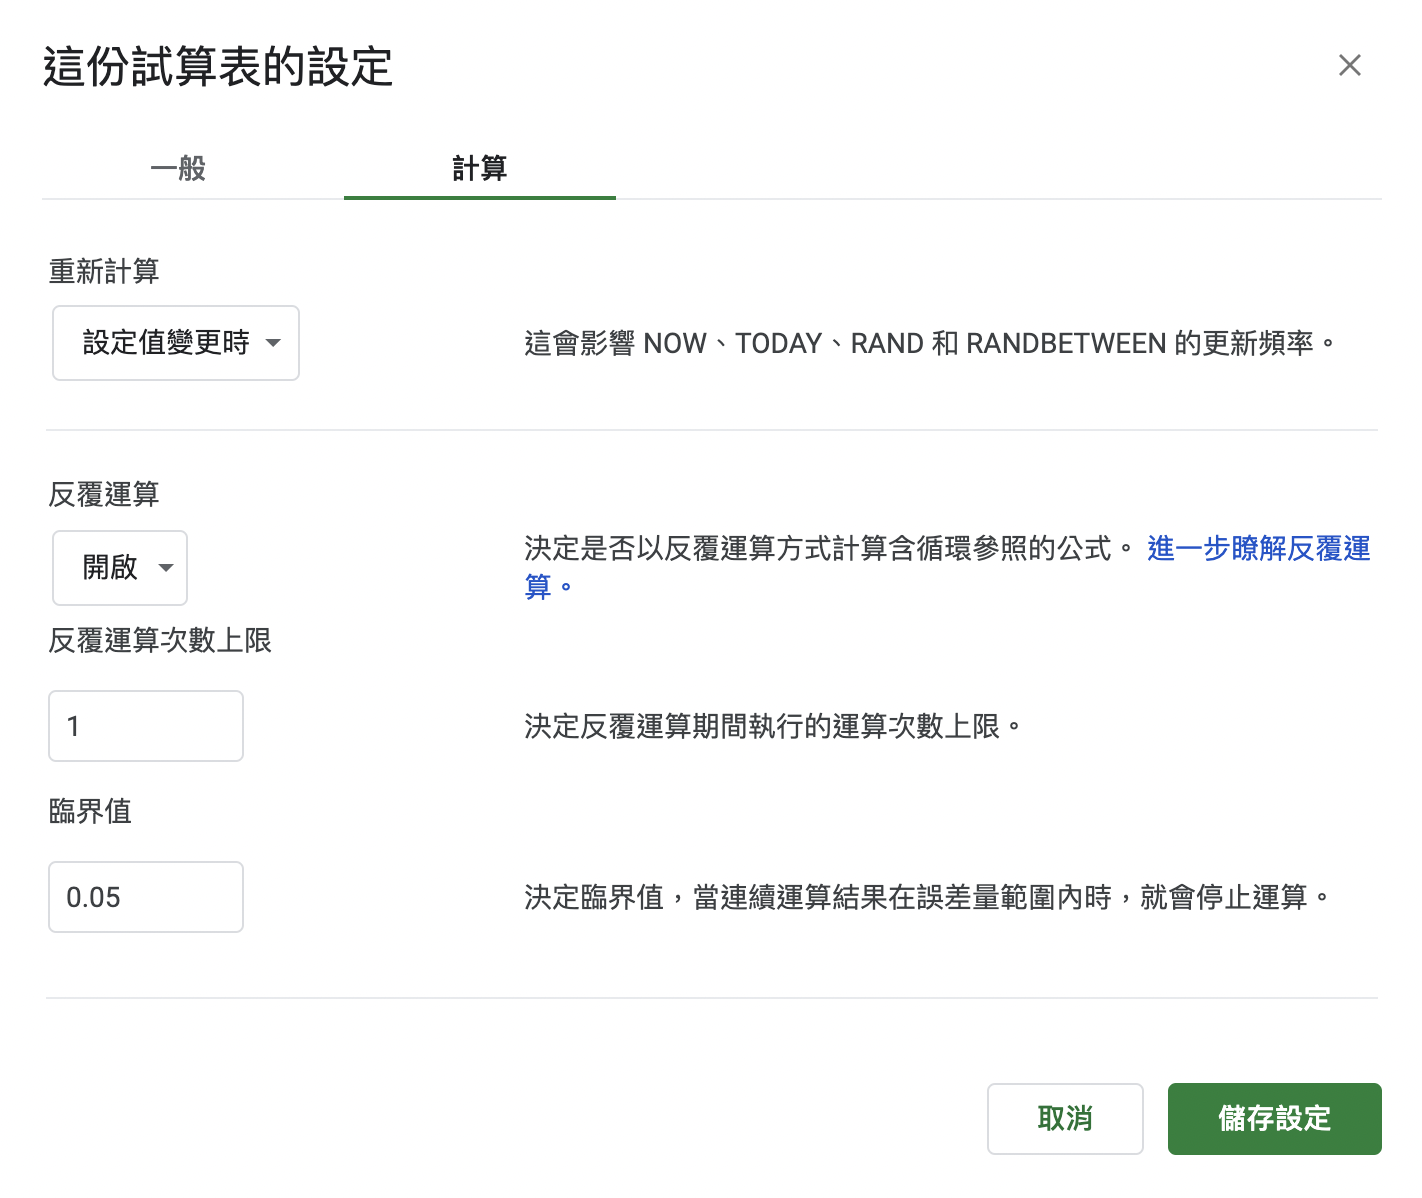 這份試算表的設定
一般
計算
重新計算
設定值變更時
這會影響 NOW、TODAY、RAND 和 RANDBETWEEN 的更新頻率。
反覆運算
開啟
決定是否以反覆運算方式計算含循環參照的公式。 進一步瞭解反覆運
算。
反覆運算次數上限
1
決定反覆運算期間執行的運算次數上限。
臨界值
0.05
決定臨界值，當連續運算結果在誤差量範圍內時，就會停止運算。
取消
儲存設定